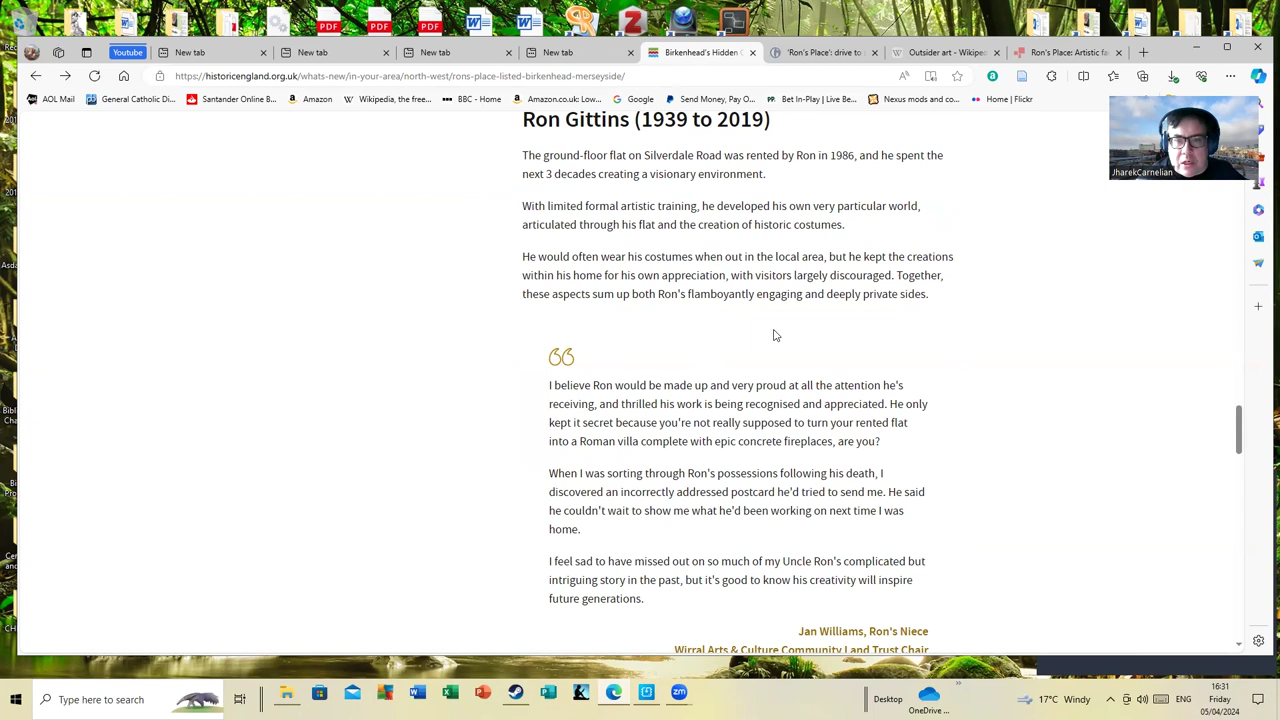 PDF
PDF
PDF
Youtube
New tab
New tab
New tab
New tab
Birkenhead's Hidden
'Ron's Place' drive to
Outsider art - Wikipe
Ron's Place: Artistic fa
https://historicengland.org.uk/whats-new/in-your-area/north-west/rons-place-listed-birkenhead-merseyside/
AOL Mail
General Catholic Di...
Santander Online B...
Amazon
Wikipedia, the free...
BBC - Home
Amazon.co.uk: Low...
Google
Send Money, Pay O...
Bet In-Play | Live Be...
Nexus mods and co...
Home | Flickr
Ron Gittins (1939 to 2019)
JharekCarnelian
The ground-floor flat on Silverdale Road was rented by Ron in 1986, and he spent the
next 3 decades creating a visionary environment.
With limited formal artistic training, he developed his own very particular world,
articulated through his flat and the creation of historic costumes.
He would often wear his costumes when out in the local area, but he kept the creations
within his home for his own appreciation, with visitors largely discouraged. Together,
these aspects sum up both Ron's flamboyantly engaging and deeply private sides.
I believe Ron would be made up and very proud at all the attention he's
receiving, and thrilled his work is being recognised and appreciated. He only
kept it secret because you're not really supposed to turn your rented flat
into a Roman villa complete with epic concrete fireplaces, are you?
When I was sorting through Ron's possessions following his death, I
discovered an incorrectly addressed postcard he'd tried to send me. He said
he couldn't wait to show me what he'd been working on next time I was
home.
I feel sad to have missed out on so much of my Uncle Ron's complicated but
intriguing story in the past, but it's good to know his creativity will inspire
future generations.
Jan Williams, Ron's Niece
Wirral Arts & Culture Community Land Trust Chair
Type here to search
Desktop
OneDrive ...
17°C Windy
ENG
16:31
Friday
05/04/2024